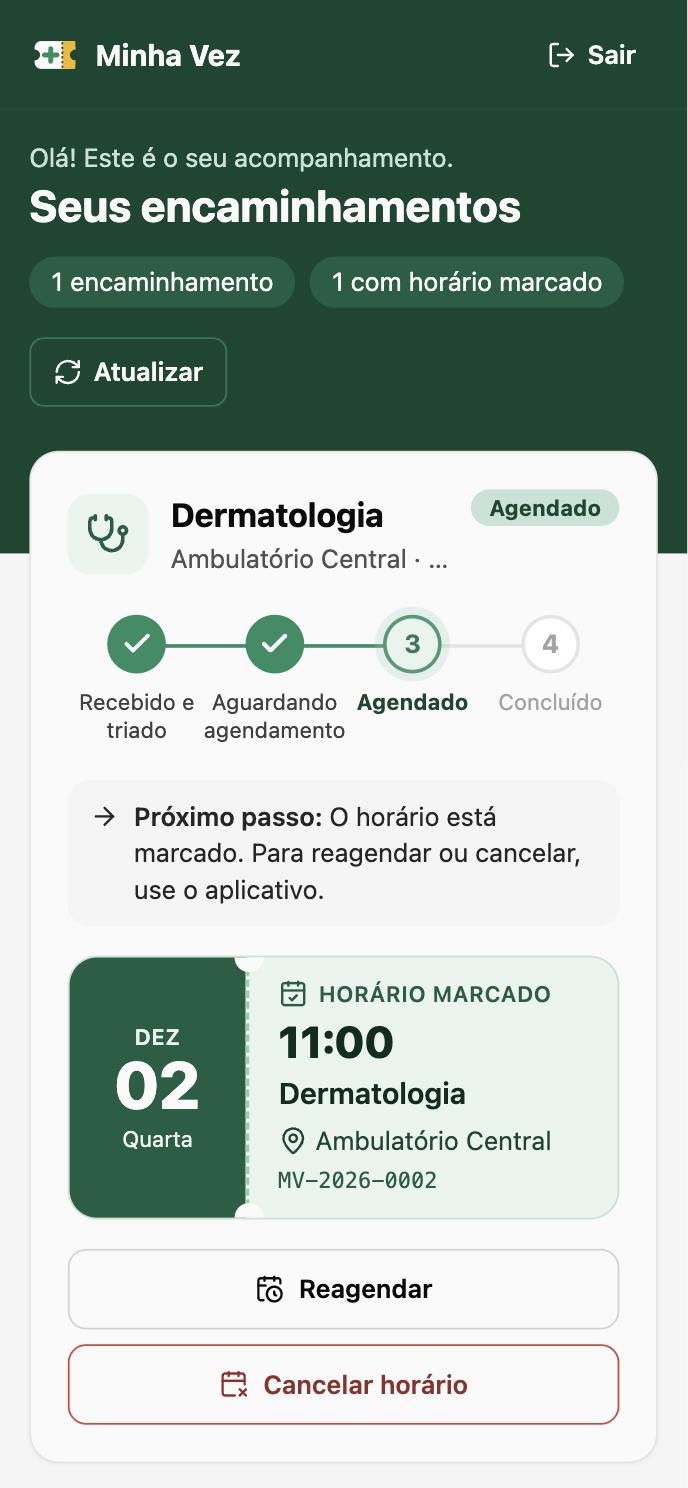 Minha Vez
Sair
Olá! Este é o seu acompanhamento.
Seus encaminhamentos
1 encaminhamento
1 com horário marcado
Atualizar
Dermatologia
Agendado
Ambulatório Central · ...
3
4
Recebido e
triado
Aguardando
agendamento
Agendado
Concluído
Próximo passo: O horário está
marcado. Para reagendar ou cancelar,
use o aplicativo.
DEZ
02
Quarta
HORÁRIO MARCADO
11:00
Dermatologia
Ambulatório Central
MV-2026-0002
Reagendar
Cancelar horário